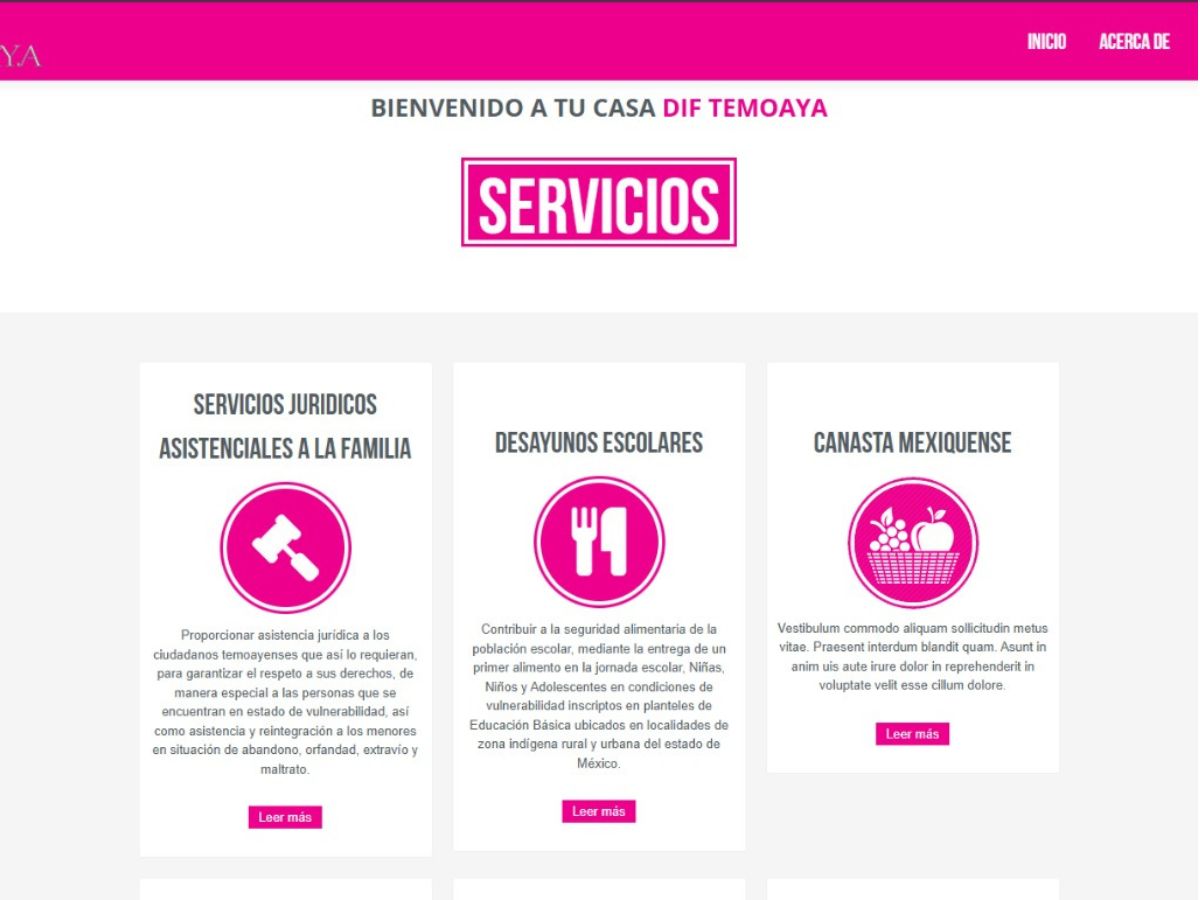 YA
INICIO
ACERCA DE
BIENVENIDO A TU CASA DIF TEMOAYA
SERVICIOS
SERVICIOS JURIDICOS
ASISTENCIALES A LA FAMILIA
Proporcionar asistencia jurídica a los
ciudadanos temoayenses que así lo requieran,
para garantizar el respeto a sus derechos, de
manera especial a las personas que se
encuentran en estado de vulnerabilidad, así
como asistencia y reintegración a los menores
en situación de abandono, orfandad, extravío y
maltrato.
Leer más
DESAYUNOS ESCOLARES
Contribuir a la seguridad alimentaria de la
población escolar, mediante la entrega de un
primer alimento en la jornada escolar, Niñas,
Niños y Adolescentes en condiciones de
vulnerabilidad inscriptos en planteles de
Educación Básica ubicados en localidades de
zona indígena rural y urbana del estado de
México.
Leer más
CANASTA MEXIQUENSE
Vestibulum commodo aliquam sollicitudin metus
vitae. Praesent interdum blandit quam. Asunt in
anim uis aute irure dolor in reprehenderit in
voluptate velit esse cillum dolore.
Leer más